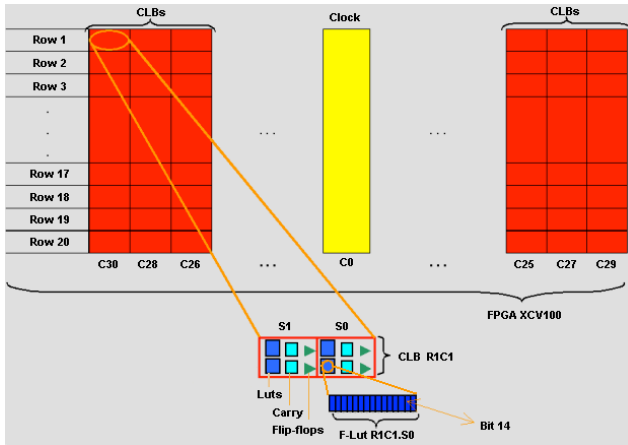 CLBs
Clock
CLBs
Row 1
Row 2
Row 3
.
.
.
... ...
Row 17
Row 18
Row 19
Row 20
C30 C28 C26 ... C0 ... C25 C27 C29
FPGA XCV100
S1 S0
CLB R1C1
Luts
Carry
Flip-flops
F-Lut R1C1.S0
Bit 14